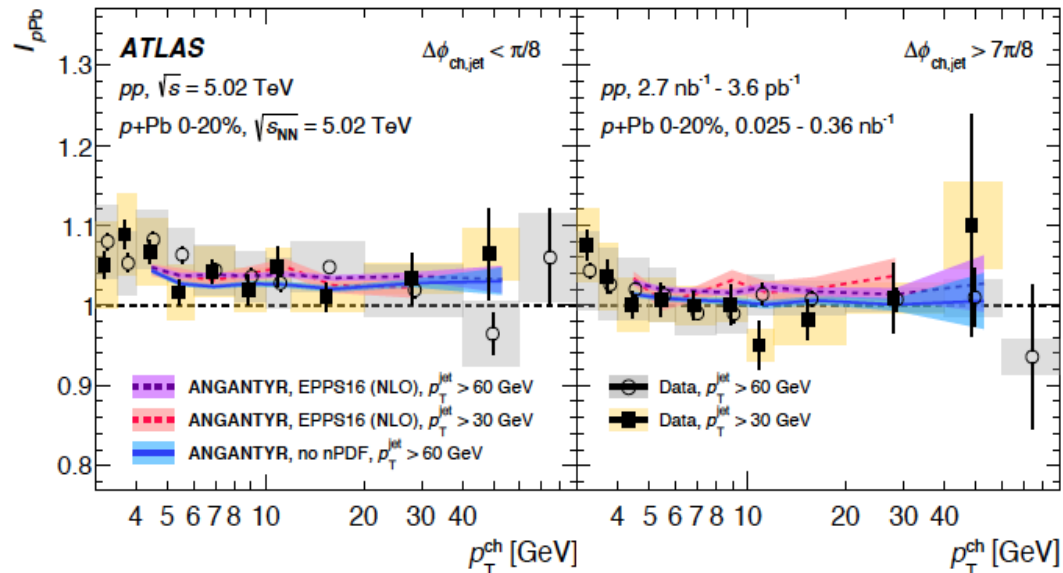 I_pPb
ATLAS
Δϕ_ch,jet < π/8
pp, √s = 5.02 TeV
p+Pb 0-20%, √s_NN = 5.02 TeV
Δϕ_ch,jet > 7π/8
pp, 2.7 nb⁻¹ - 3.6 pb⁻¹
p+Pb 0-20%, 0.025 - 0.36 nb⁻¹
1.3
1.2
1.1
1
0.9
0.8
ANGANTYR, EPPS16 (NLO), p_T^jet > 60 GeV
ANGANTYR, EPPS16 (NLO), p_T^jet > 30 GeV
ANGANTYR, no nPDF, p_T^jet > 60 GeV
Data, p_T^jet > 60 GeV
Data, p_T^jet > 30 GeV
4 5 6 7 8 10 20 30 40
4 5 6 7 8 10 20 30 40
p_T^ch [GeV]
p_T^ch [GeV]